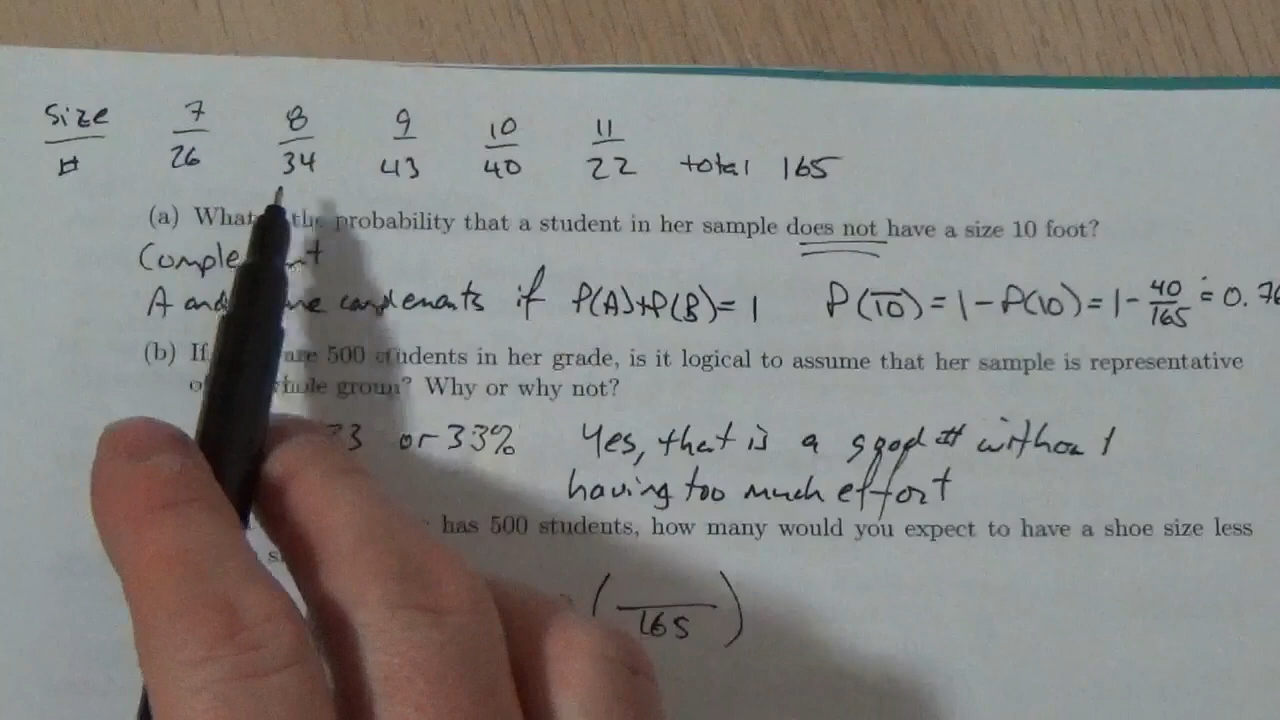 Size 7 8 9 10 11
# 26 34 43 40 22 total 165
(a) What the probability that a student in her sample does not have a size 10 foot?
Comple nt
A and if P(A)+P(B)=1 P(10̅)=1-P(10)=1-40/165≐0.76
(b) If are 500 students in her grade, is it logical to assume that her sample is representative
whole group? Why or why not?
33 or 33% Yes, that is a good # without
having too much effort
has 500 students, how many would you expect to have a shoe size less
( /165 )